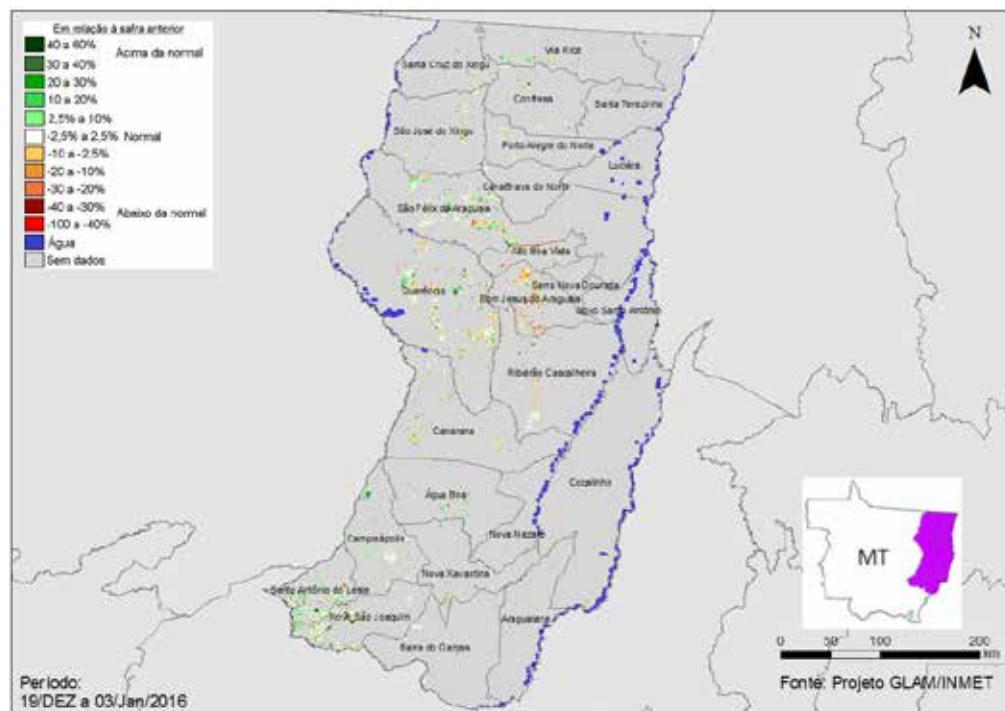 Em relação à safra anterior
40 a 60%
Acima da normal
30 a 40%
20 a 30%
10 a 20%
2,5% a 10%
-2,5% a 2,5% Normal
-10 a -2,5%
-20 a -10%
-30 a -20%
-40 a -30%
Abaixo da normal
-100 a -40%
Água
Sem dados
N
Vila Rica
Santa Cruz do Xingu
Confresa
Santa Terezinha
São José do Xingu
Porto Alegre do Norte
Luciára
Canabrava do Norte
São Félix do Araguaia
Alto Boa Vista
Querência
Serra Nova Dourada
Bom Jesus do Araguaia
Novo Santo Antônio
Ribeirão Cascalheira
Canarana
Cocalinho
Água Boa
Nova Nazaré
Campinápolis
Nova Xavantina
Santo Antônio do Leste
Novo São Joaquim
Araguaiana
Barra do Garças
MT
0 50 100 200
km
Período:
19/DEZ a 03/Jan/2016
Fonte: Projeto GLAM/INMET